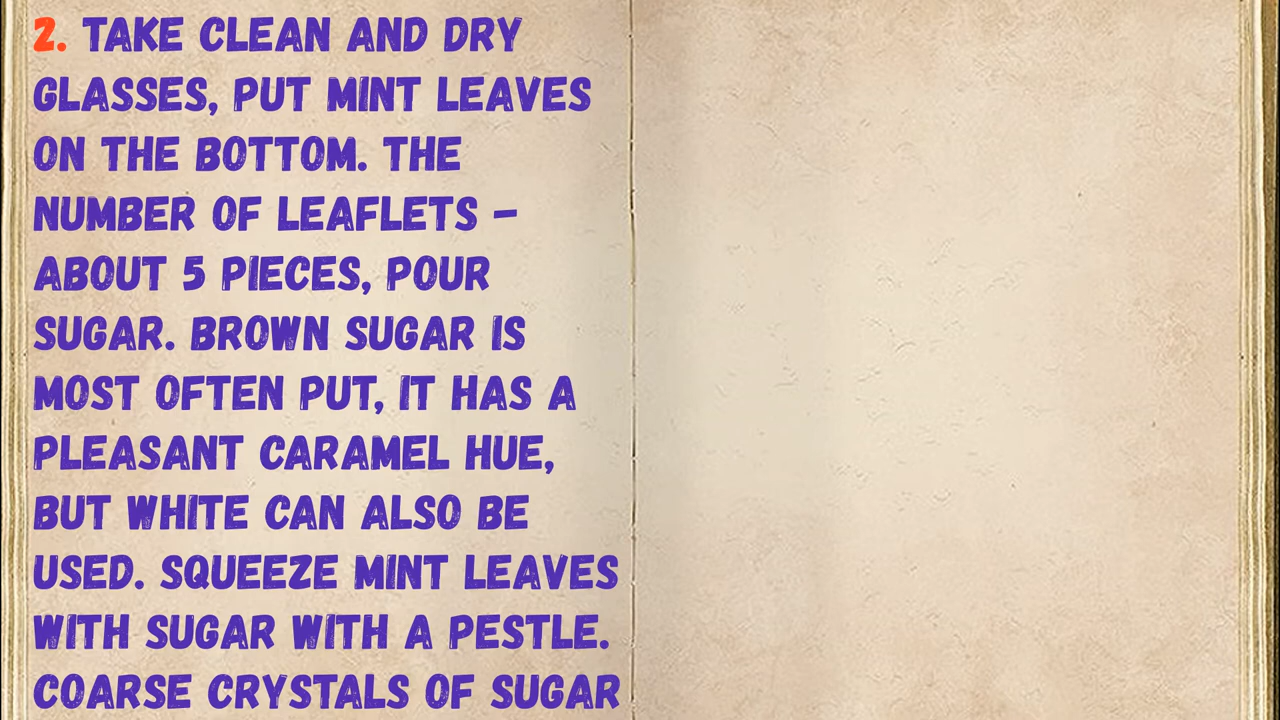 2. TAKE CLEAN AND DRY
GLASSES, PUT MINT LEAVES
ON THE BOTTOM. THE
NUMBER OF LEAFLETS –
ABOUT 5 PIECES, POUR
SUGAR. BROWN SUGAR IS
MOST OFTEN PUT, IT HAS A
PLEASANT CARAMEL HUE,
BUT WHITE CAN ALSO BE
USED. SQUEEZE MINT LEAVES
WITH SUGAR WITH A PESTLE.
COARSE CRYSTALS OF SUGAR